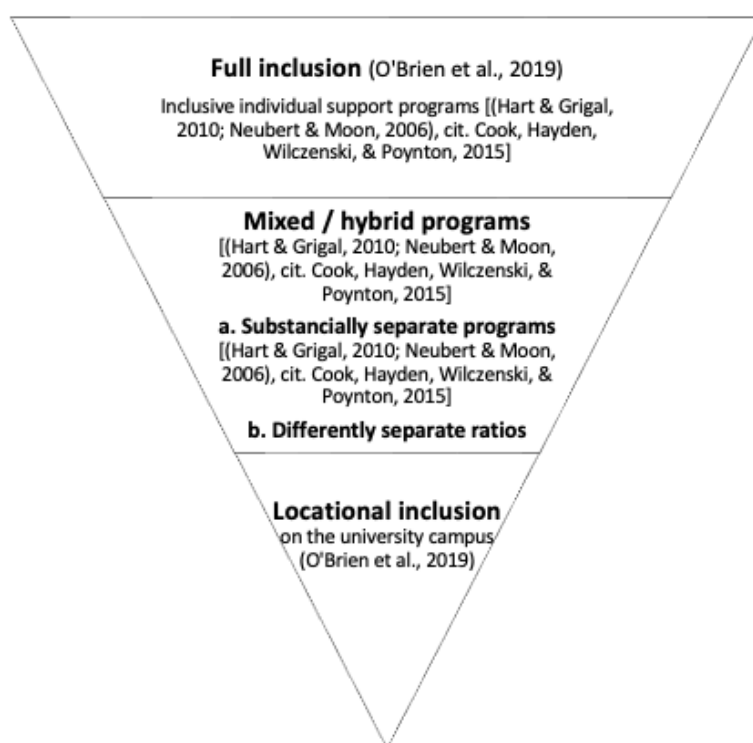 Full inclusion (O'Brien et al., 2019)
Inclusive individual support programs [(Hart & Grigal,
2010; Neubert & Moon, 2006), cit. Cook, Hayden,
Wilczenski, & Poynton, 2015]
Mixed / hybrid programs
[(Hart & Grigal, 2010; Neubert & Moon,
2006), cit. Cook, Hayden, Wilczenski, &
Poynton, 2015]
a. Substancially separate programs
[(Hart & Grigal, 2010; Neubert & Moon,
2006), cit. Cook, Hayden, Wilczenski, &
Poynton, 2015]
b. Differently separate ratios
Locational inclusion
on the university campus
(O'Brien et al., 2019)